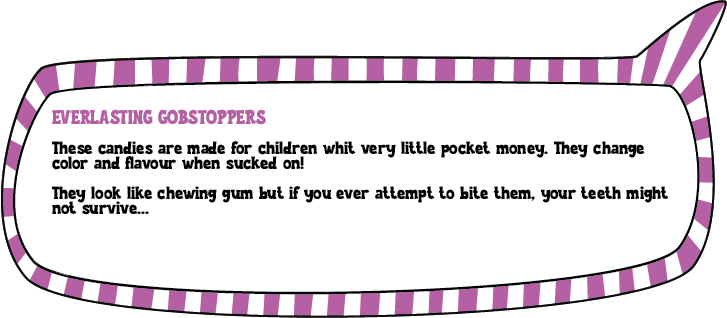 EVERLASTING GOBSTOPPERS
These candies are made for children whit very little pocket money. They change
color and flavour when sucked on!
They look like chewing gum but if you ever attempt to bite them, your teeth might
not survive...